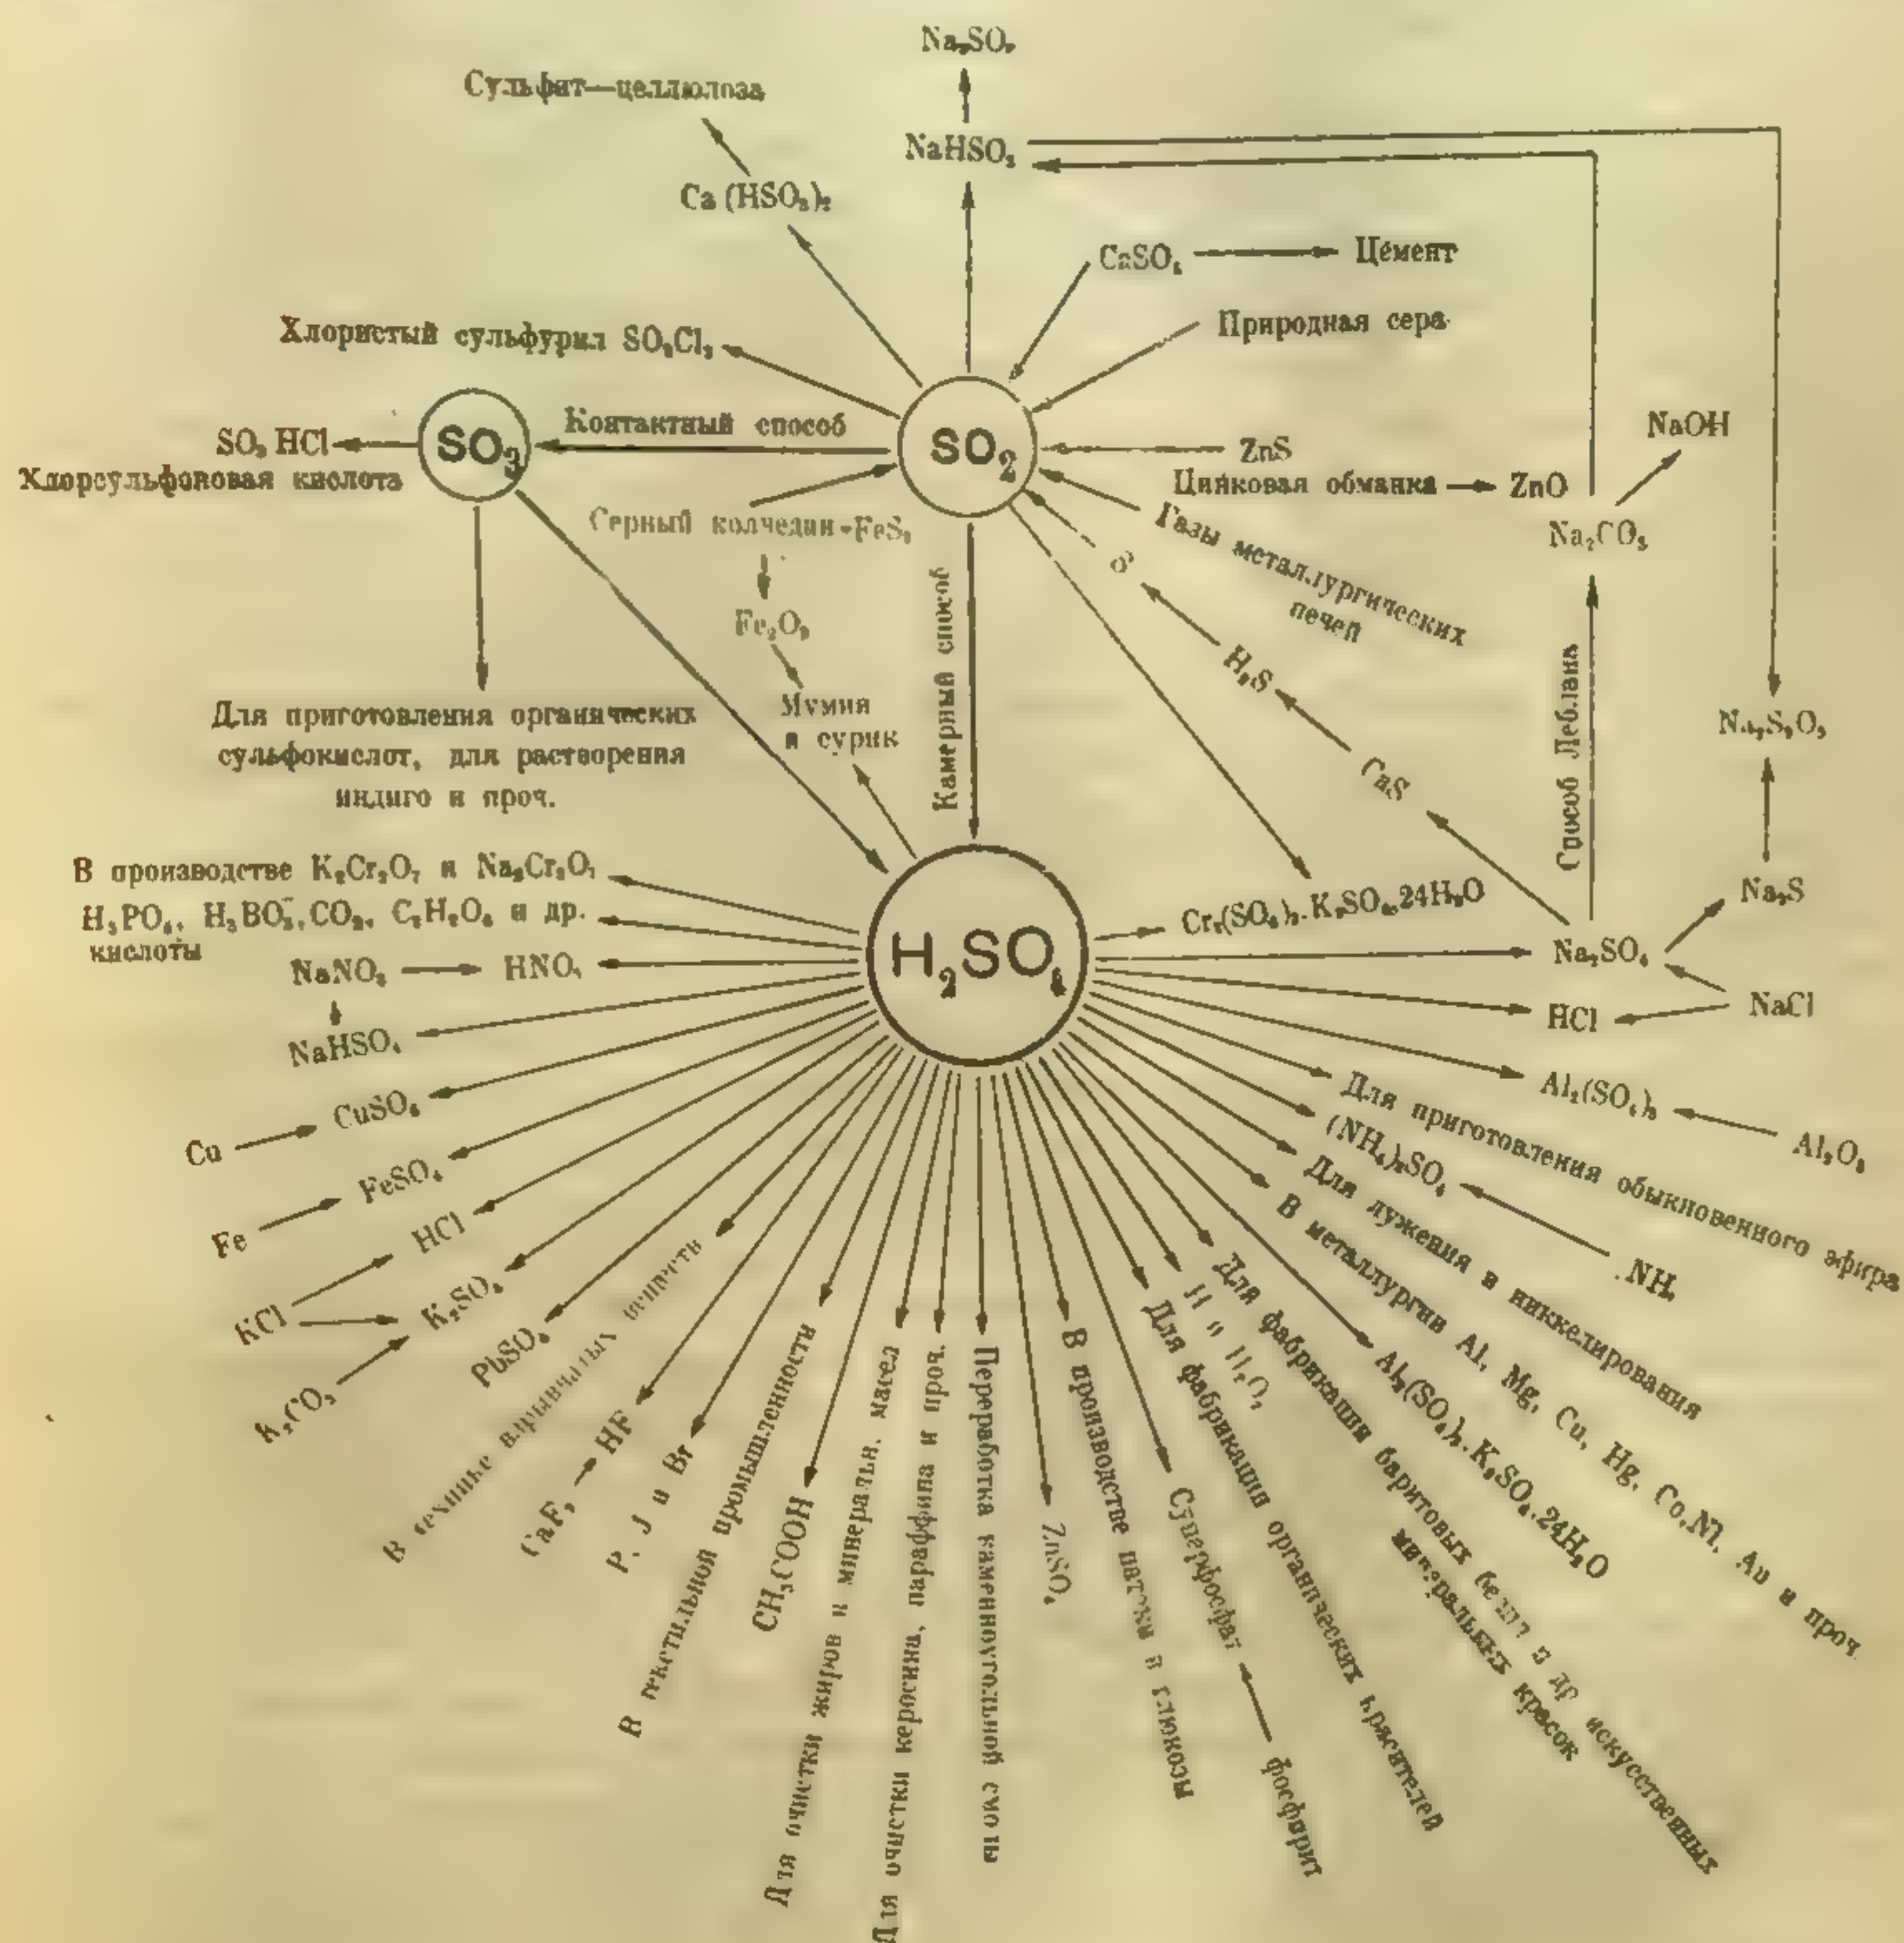 Na₂SO₃
Сульфит—целлюлоза
NaHSO₃
Ca (HSO₃)₂
CaSO₄
Цемент
Природная сера
Хлористый сульфурил SO₂Cl₂
SO₃ HCl
Хлорсульфоновая кислота
SO₃
Контактный способ
SO₂
ZnS
Цинковая обманка
ZnO
NaOH
Na₂CO₃
Серный колчедан-FeS₂
Fe₂O₃
Мумия
и сурик
Камерный способ
Газы металлургических
печей
S
H₂S
CaS
Способ Леблана
Na₂S₂O₃
Na₂S
Для приготовления органических
сульфокислот, для растворения
индиго и проч.
В производстве K₂Cr₂O₇ и Na₂Cr₂O₇
H₃PO₄, H₃BO₃, CO₂, и др.
кислоты
NaNO₃
HNO₃
NaHSO₄
H₂SO₄
Cr₂(SO₄)₃.K₂SO₄.24H₂O
Na₂SO₄
HCl
NaCl
Al₂(SO₄)₃
Al₂O₃
Для приготовления обыкновенного эфира
(NH₄)₂SO₄
NH₃
Для лужения и никкелирования
В металлургии Al, Mg, Cu, Hg, Co, Ni, Au и проч.
Al₂(SO₄)₃.K₂SO₄.24H₂O
Для фабрикации баритовых белил и др. искусственных
минеральных красок
H и H₂O₂
Для фабрикации органических красителей
Суперфосфат
фосфорит
В производстве патоки и глюкозы
ZnSO₄
Переработка каменноугольной смолы
Для очистки керосина, парафина и проч.
Для очистки жиров и минеральн. масел
CH₃COOH
В текстильной промышленности
P, J и Br
CaF₂
HF
В технике взрывчатых веществ
PbSO₄
K₂SO₄
K₂CO₃
KCl
HCl
FeSO₄
Fe
CuSO₄
Cu